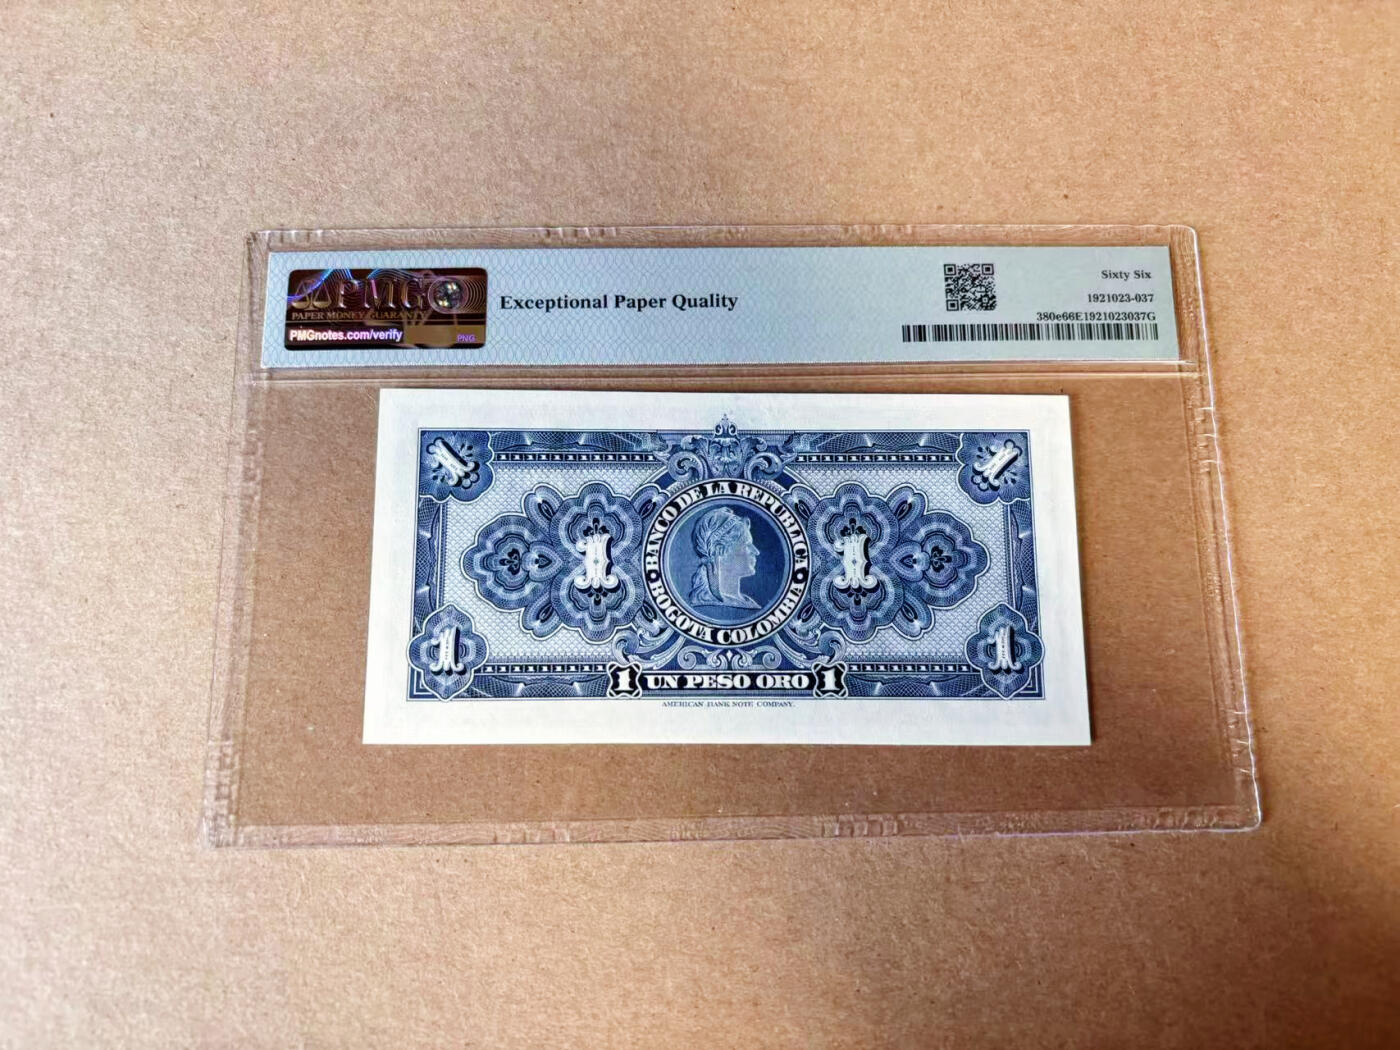 PMG
PAPER MONEY GUARANTY
PMGnotes.com/verify
PNG
Exceptional Paper Quality
Sixty Six
1921023-037
380e66E1921023037G
1
1
BANCO DE LA REPUBLICA
1
1
BOGOTA COLOMBIA
1
1
1 UN PESO ORO 1
AMERICAN BANK NOTE COMPANY.